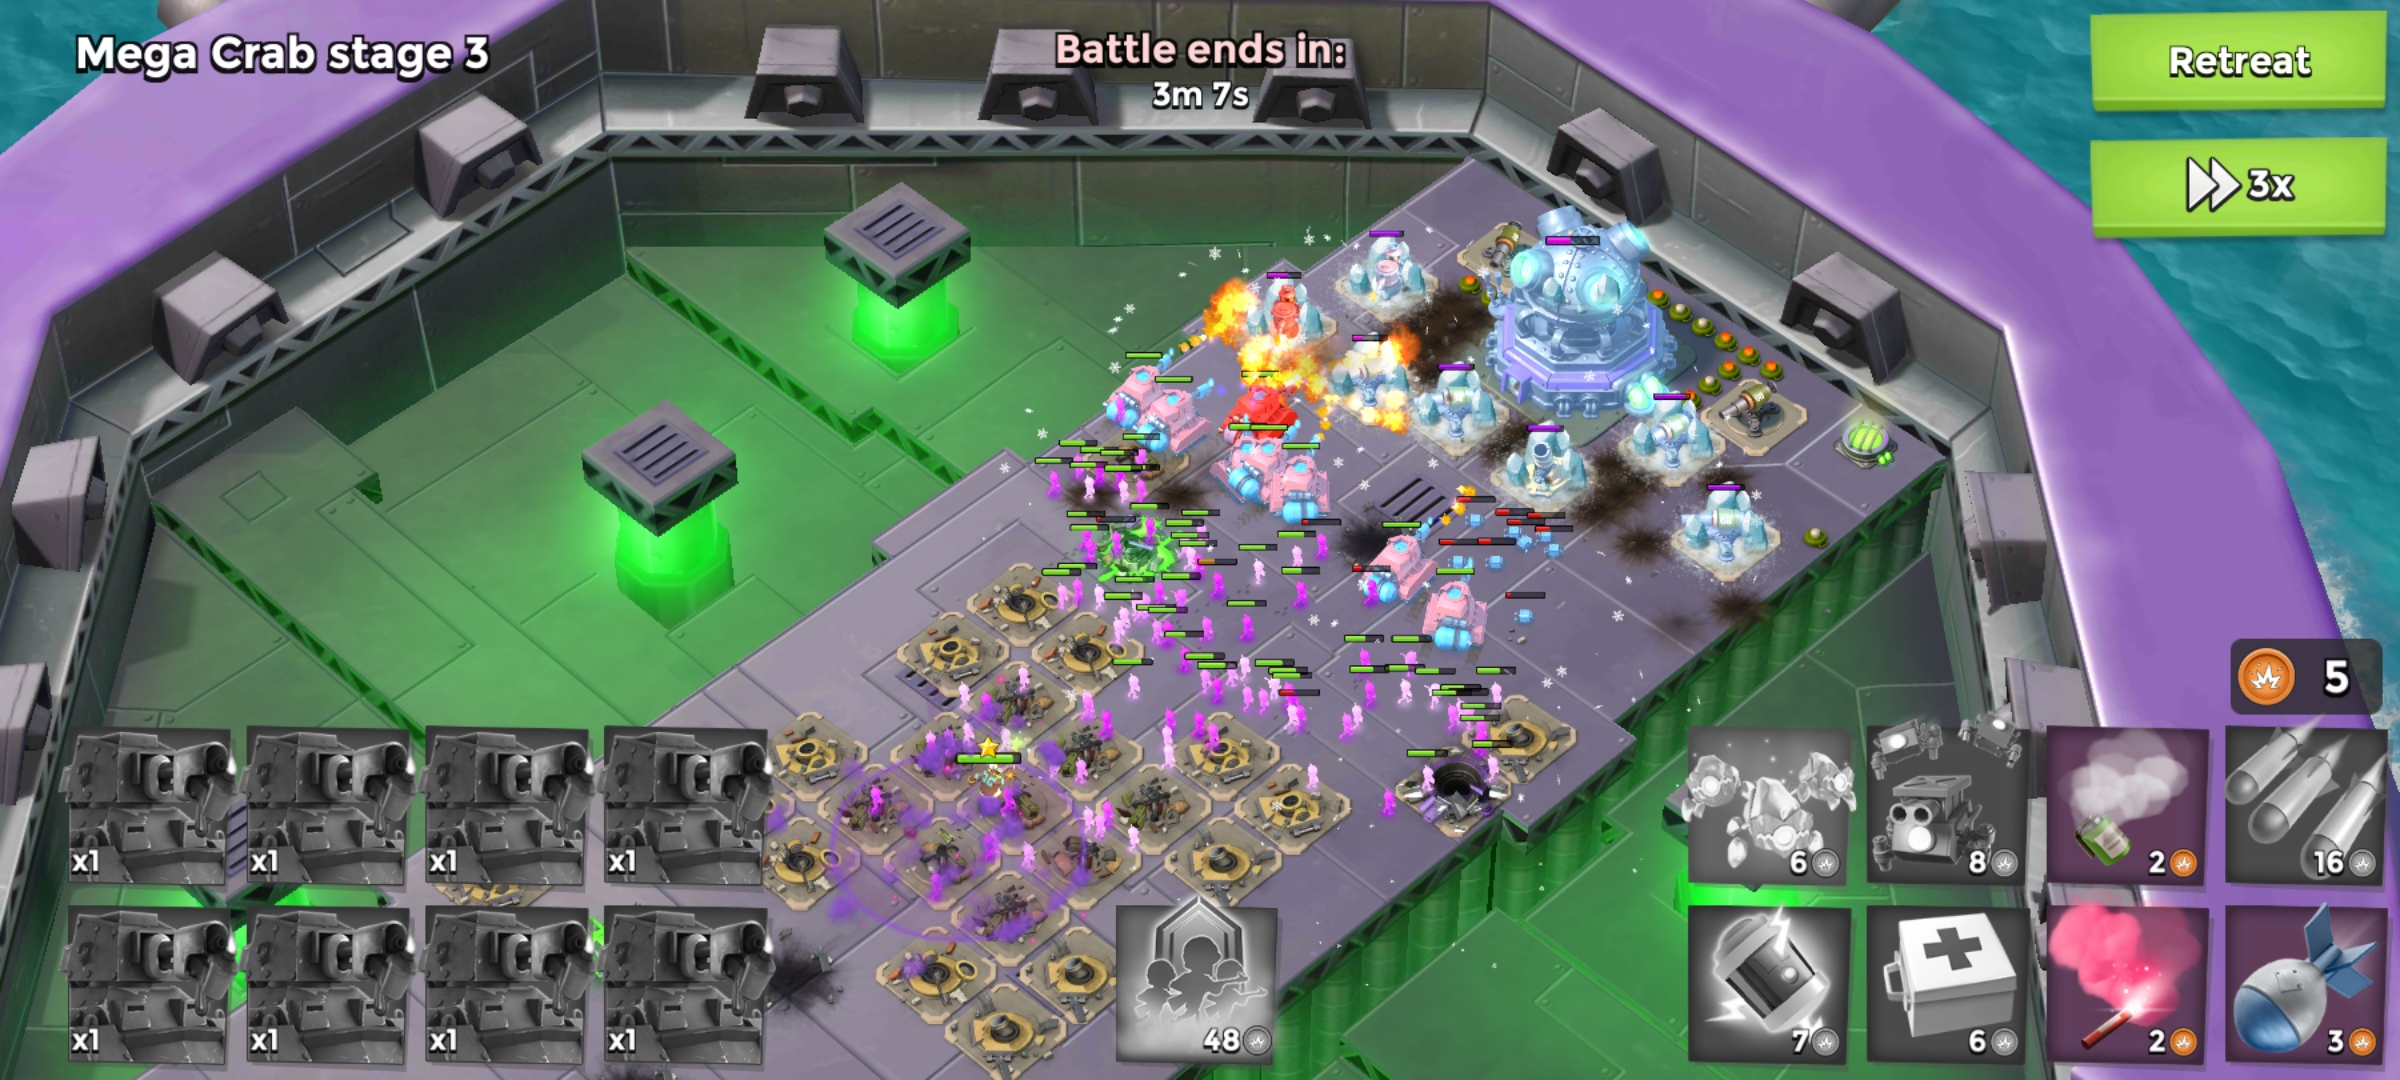 Mega Crab stage 3
Battle ends in:
3m 7s
Retreat
3x
5
x1
x1
x1
x1
6
8
2
16
x1
x1
x1
x1
48
7
6
2
3